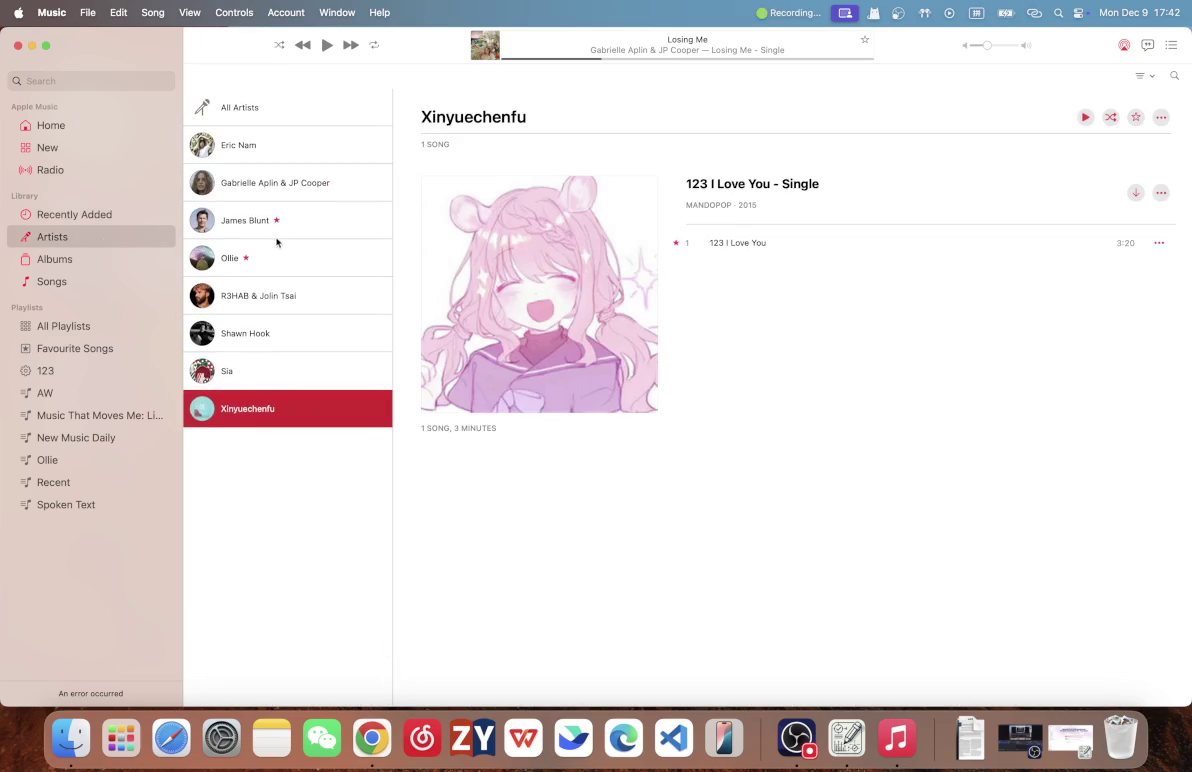 Music
File
Edit
Song
View
Controls
Account
Window
Help
17:42
Losing Me
Gabrielle Aplin & JP Cooper — Losing Me - Single
Search
Apple Music
Home
New
Radio
Library
Recently Added
Artists
Albums
Songs
Playlists
All Playlists
Favourite Songs
123
AW
Music That Moves Me: Li...
New Music Daily
Ollie
Recent
Spoken Text
An error occurred
All Artists
Eric Nam
Gabrielle Aplin & JP Cooper
James Blunt
Ollie
R3HAB & Jolin Tsai
Shawn Hook
Sia
Xinyuechenfu
Xinyuechenfu
1 SONG
123 I Love You - Single
MANDOPOP · 2015
1 123 I Love You 3:20
1 SONG, 3 MINUTES
ZY